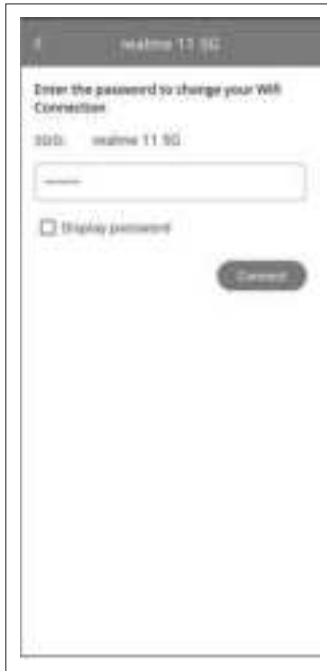 realme 11 5G
Enter the password to change your Wifi
Connection
SSID: realme 11 5G
Display password
Connect